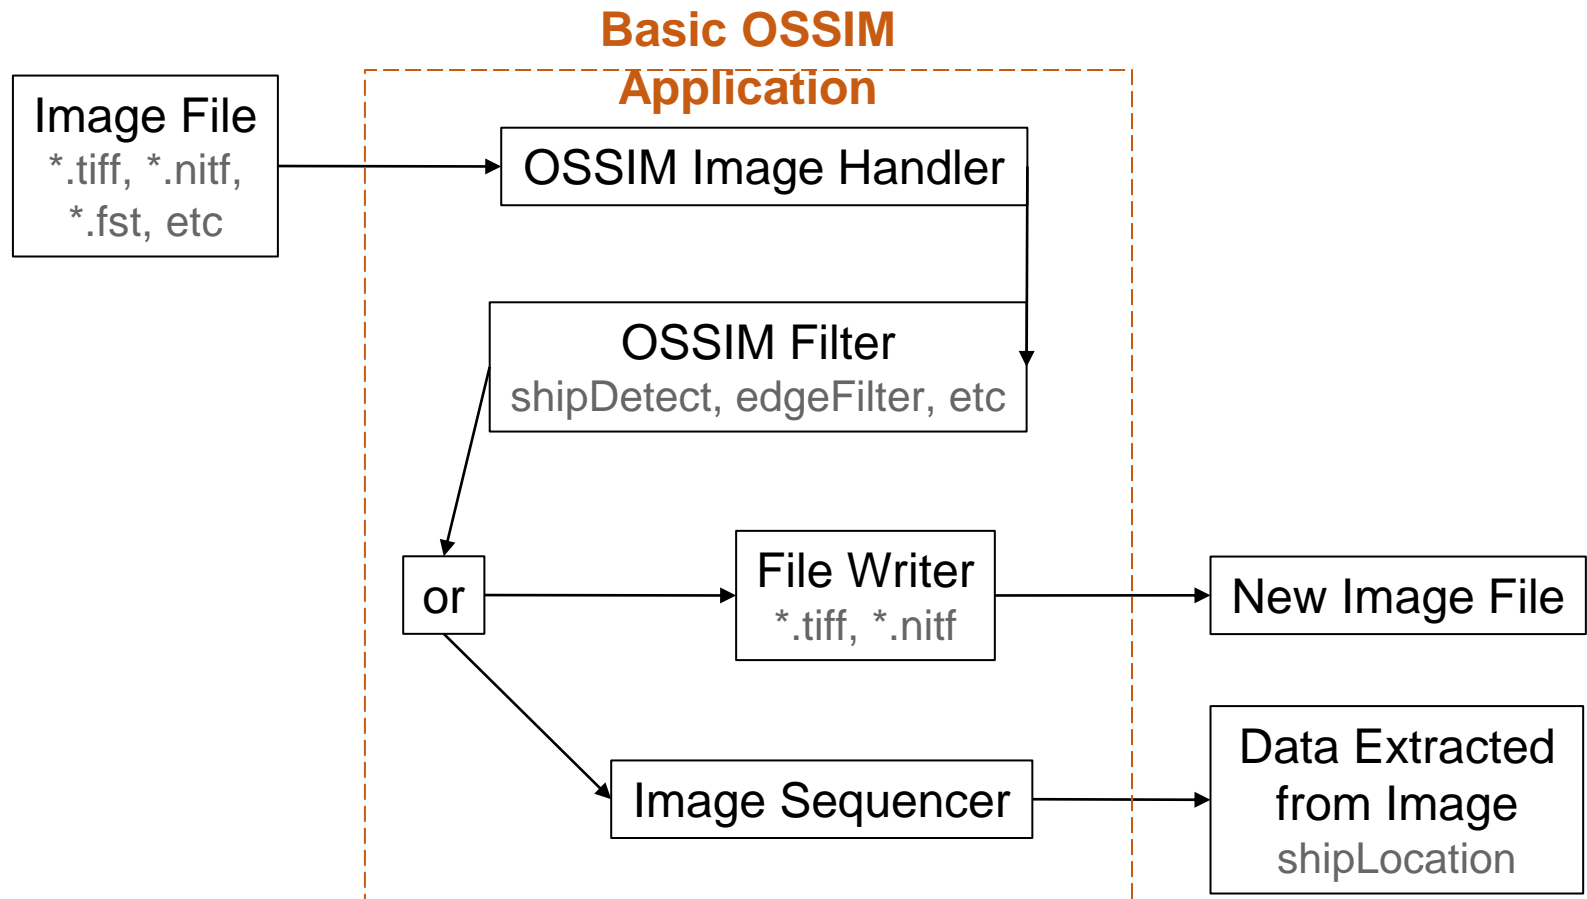 Basic OSSIM
Application
Image File
*.tiff, *.nitf,
*.fst, etc
OSSIM Image Handler
OSSIM Filter
shipDetect, edgeFilter, etc
or
File Writer
*.tiff, *.nitf
New Image File
Image Sequencer
Data Extracted
from Image
shipLocation